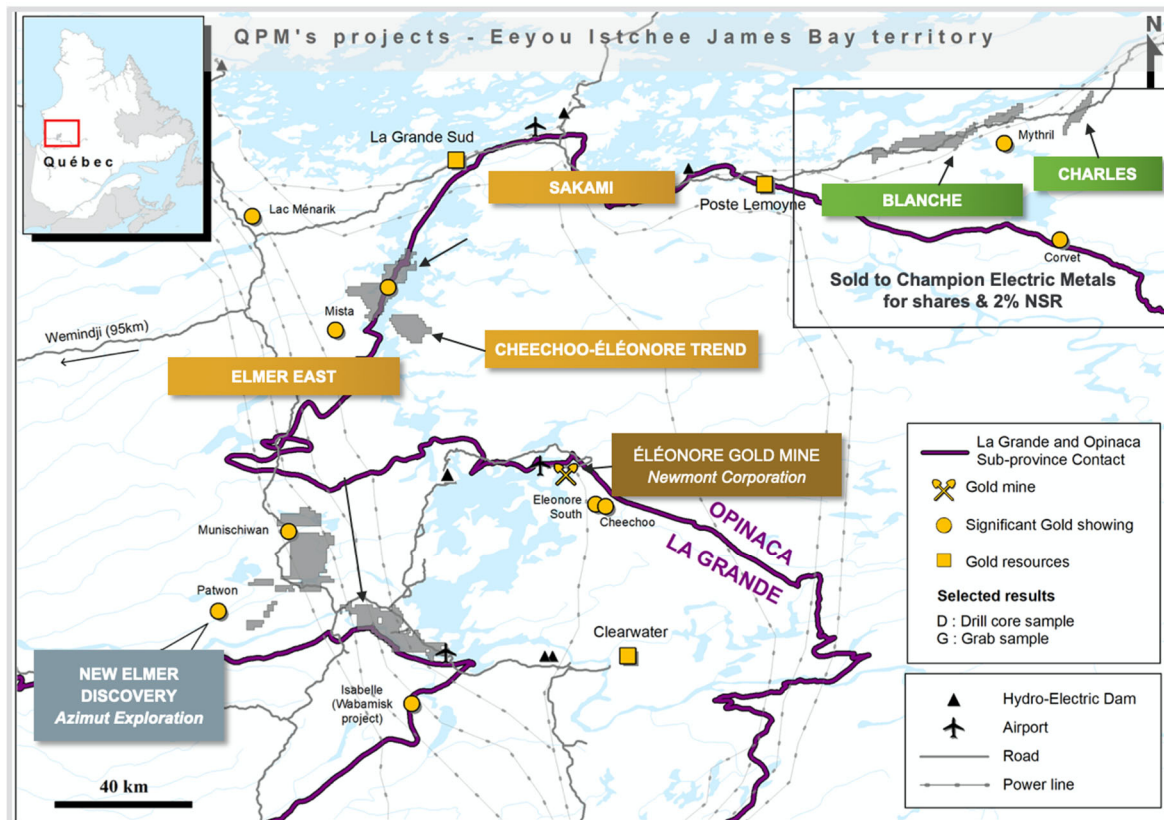 QPM's projects - Eeyou Istchee James Bay territory
N
Québec
La Grande Sud
SAKAMI
Lac Ménarik
Poste Lemoyne
Mythril
CHARLES
BLANCHE
Corvet
Sold to Champion Electric Metals
for shares & 2% NSR
Mista
Wemindji (95km)
CHEECHOO-ÉLÉONORE TREND
ELMER EAST
ÉLÉONORE GOLD MINE
Newmont Corporation
Eleonore
South
Cheechoo
OPINACA
LA GRANDE
Munischiwan
Patwon
Clearwater
NEW ELMER
DISCOVERY
Azimut Exploration
Isabelle
(Wabamisk
project)
40 km
La Grande and Opinaca
Sub-province Contact
Gold mine
Significant Gold showing
Gold resources
Selected results
D : Drill core sample
G : Grab sample
Hydro-Electric Dam
Airport
Road
Power line